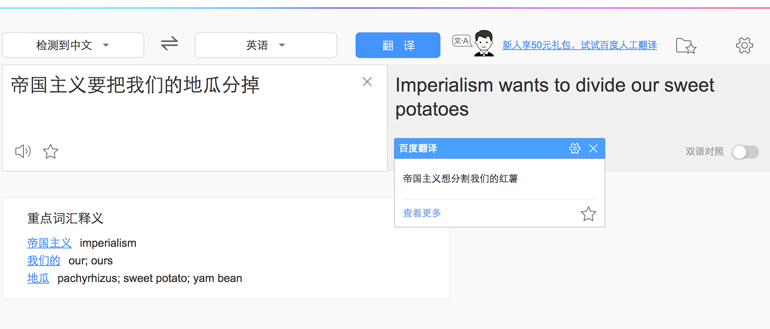 检测到中文
英语
翻 译
文·A
新人享50元礼包，试试百度人工翻译
帝国主义要把我们的地瓜分掉
Imperialism wants to divide our sweet
potatoes
双语对照
百度翻译
帝国主义想分割我们的红薯
查看更多
重点词汇释义
帝国主义 imperialism
我们的 our; ours
地瓜 pachyrhizus; sweet potato; yam bean